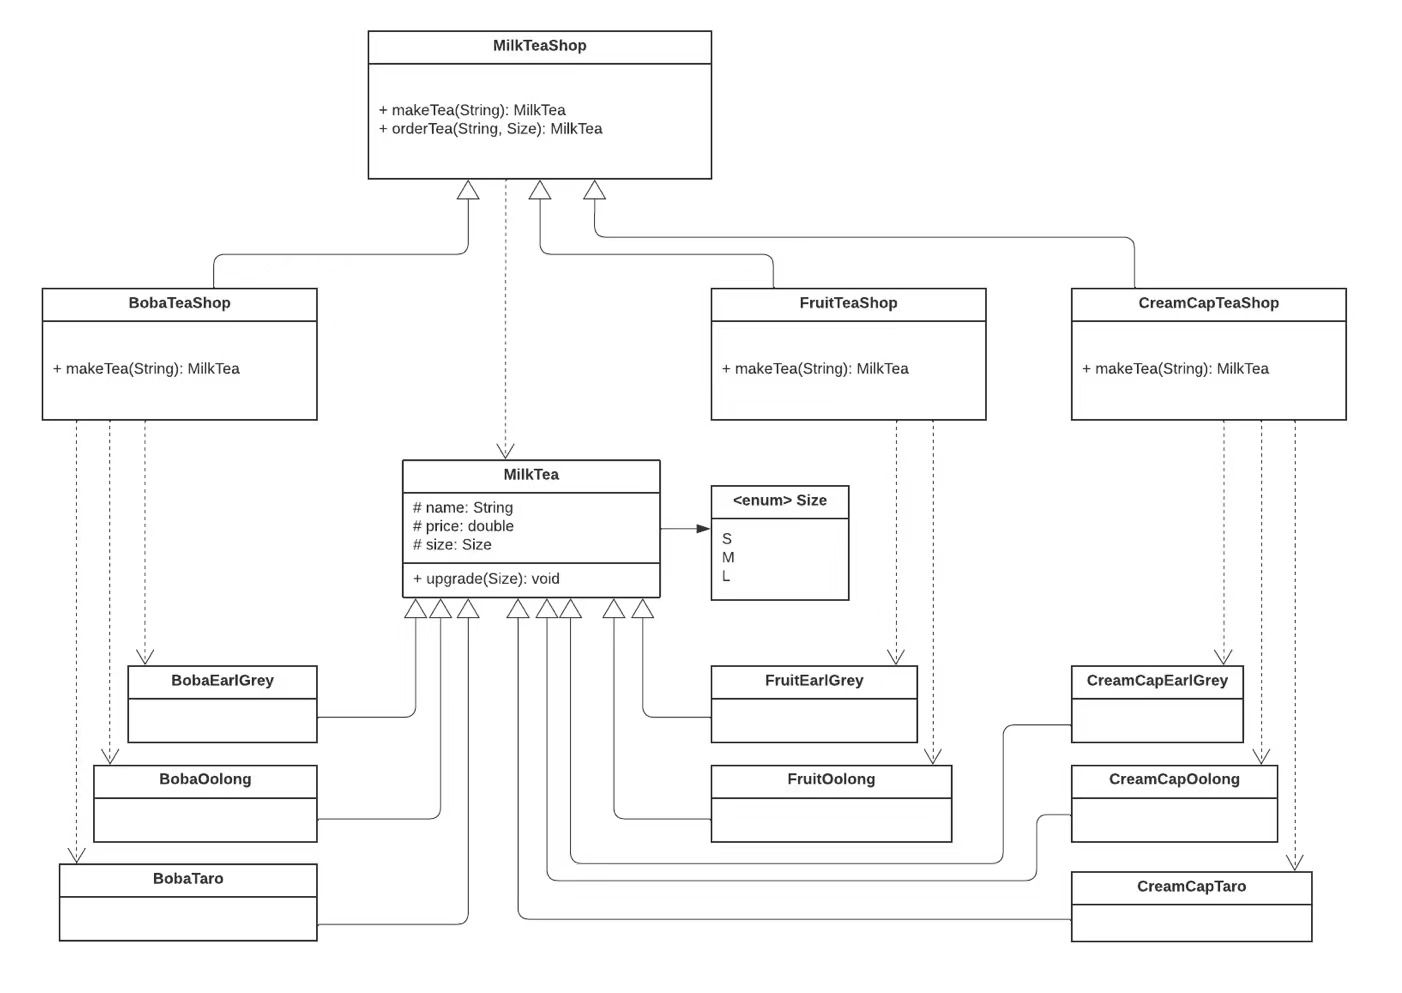 MilkTeaShop
+ makeTea(String): MilkTea
+ orderTea(String, Size): MilkTea
BobaTeaShop
+ makeTea(String): MilkTea
FruitTeaShop
+ makeTea(String): MilkTea
CreamCapTeaShop
+ makeTea(String): MilkTea
MilkTea
# name: String
# price: double
# size: Size
+ upgrade(Size): void
<enum> Size
S
M
L
BobaEarlGrey
FruitEarlGrey
CreamCapEarlGrey
BobaOolong
FruitOolong
CreamCapOolong
BobaTaro
CreamCapTaro